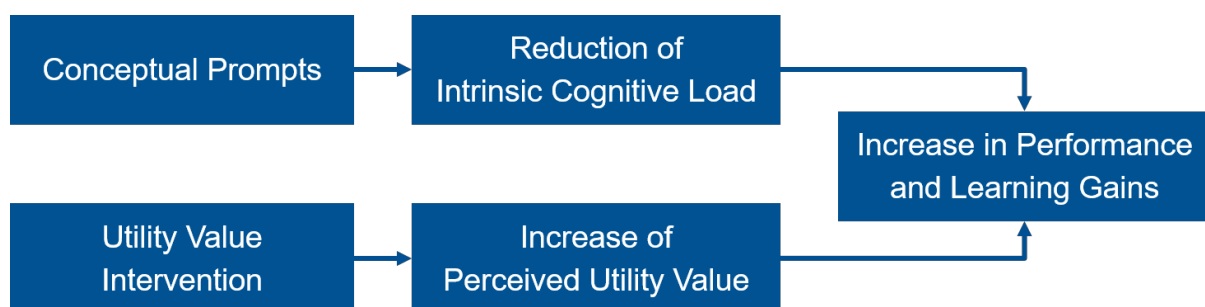 Conceptual Prompts
Reduction of
Intrinsic Cognitive Load
Increase in Performance
and Learning Gains
Utility Value
Intervention
Increase of
Perceived Utility Value